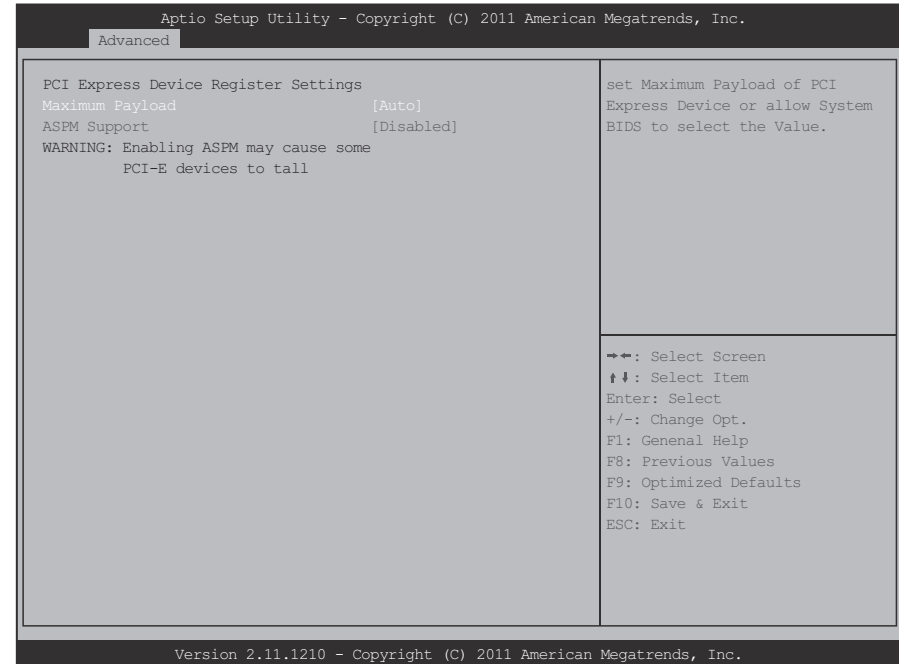 Aptio Setup Utility - Copyright (C) 2011 American Megatrends, Inc.
Advanced
PCI Express Device Register Settings
Maximum Payload [Auto]
ASPM Support [Disabled]
WARNING: Enabling ASPM may cause some
PCI-E devices to tall
set Maximum Payload of PCI
Express Device or allow System
BIDS to select the Value.
→←: Select Screen
↑↓: Select Item
Enter: Select
+/-: Change Opt.
F1: Genenal Help
F8: Previous Values
F9: Optimized Defaults
F10: Save & Exit
ESC: Exit
Version 2.11.1210 - Copyright (C) 2011 American Megatrends, Inc.